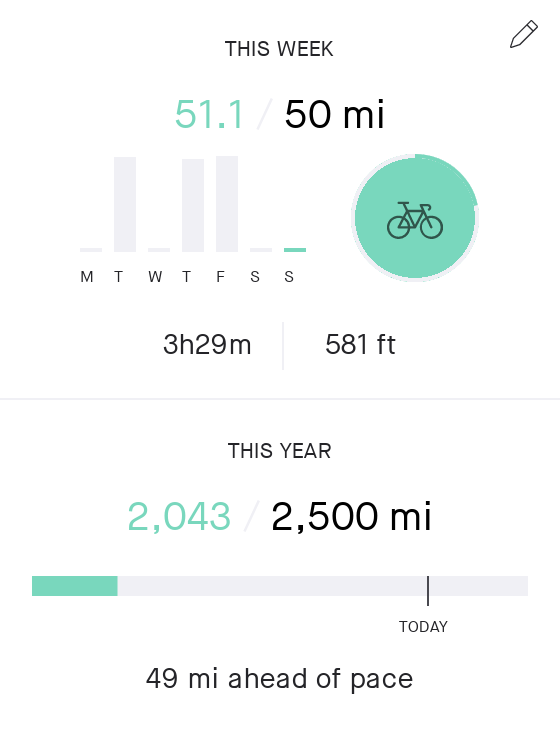 THIS WEEK
51.1 / 50 mi
M T W T F S S
3h29m 581 ft
THIS YEAR
2,043 / 2,500 mi
TODAY
49 mi ahead of pace